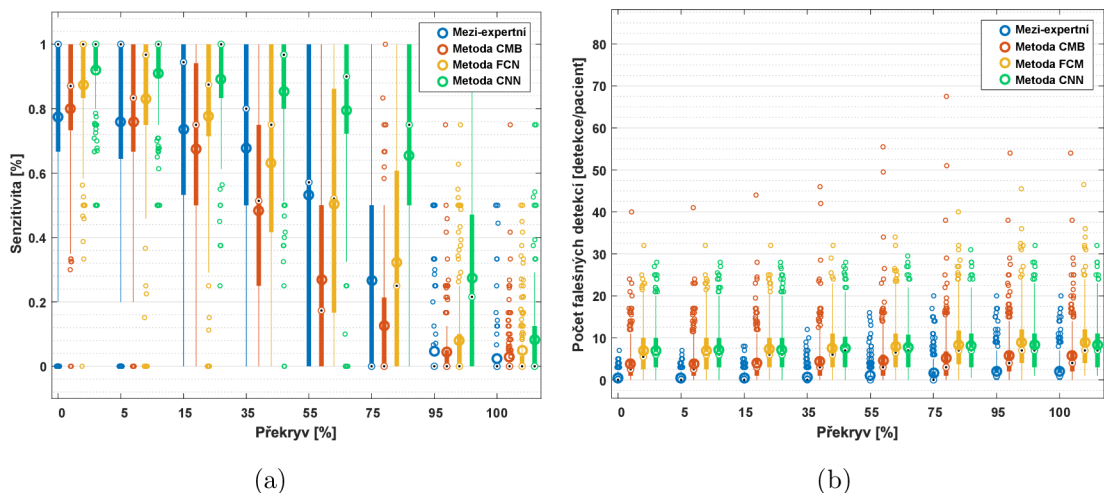 Mezi-expertní
Metoda CMB
Metoda FCN
Metoda CNN
Senzitivita [%]
1
0.8
0.6
0.4
0.2
0
0 5 15 35 55 75 95 100
Překryv [%]
(a)
Mezi-expertní
Metoda CMB
Metoda FCM
Metoda CNN
Počet falešných detekcí [detekce/pacient]
80
70
60
50
40
30
20
10
0
0 5 15 35 55 75 95 100
Překryv [%]
(b)